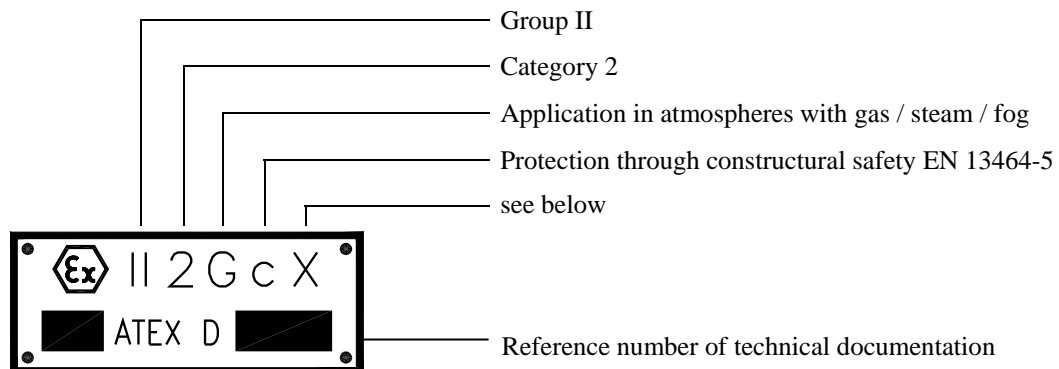 Group II
Category 2
Application in atmospheres with gas / steam / fog
Protection through constructural safety EN 13464-5
see below
Ex II 2 G c X
ATEX D
Reference number of technical documentation